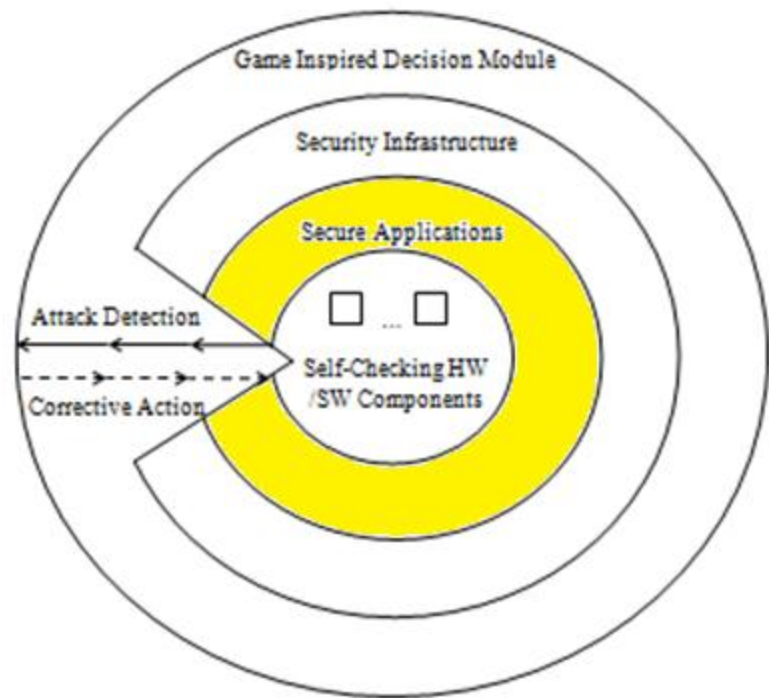 Game Inspired Decision Module
Security Infrastructure
Secure Applications
...
Self-Checking HW
/SW Components
Attack Detection
Corrective Action